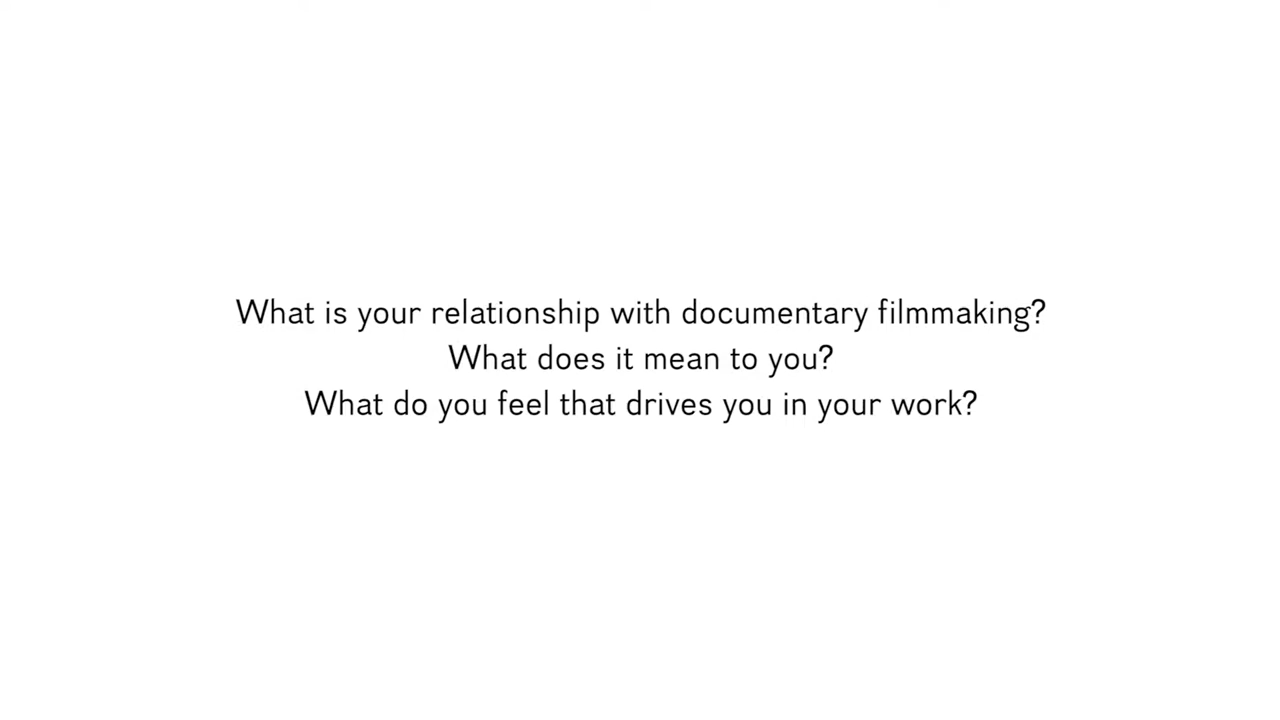 What is your relationship with documentary filmmaking?
What does it mean to you?
What do you feel that drives you in your work?